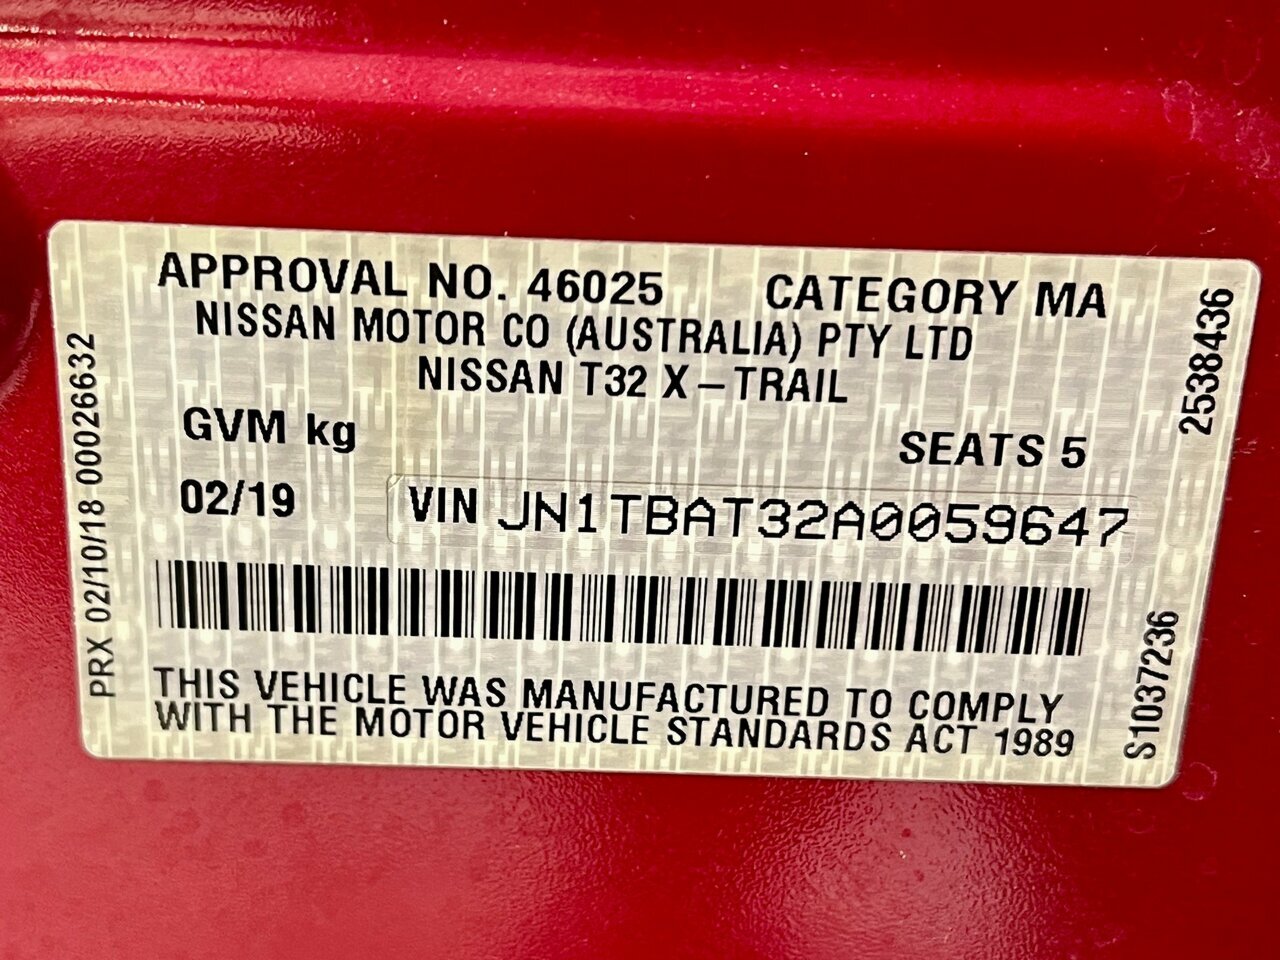 APPROVAL NO. 46025 CATEGORY MA
NISSAN MOTOR CO (AUSTRALIA) PTY LTD
NISSAN T32 X-TRAIL
GVM kg SEATS 5
02/19 VIN JN1TBAT32A0059647
THIS VEHICLE WAS MANUFACTURED TO COMPLY
WITH THE MOTOR VEHICLE STANDARDS ACT 1989
PRX 02/10/18 00026632
2538436
S1037236